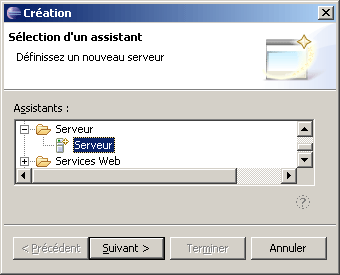 Création
Sélection d'un assistant
Définissez un nouveau serveur
Assistants :
Serveur
Serveur
Services Web
< Précédent
Suivant >
Terminer
Annuler